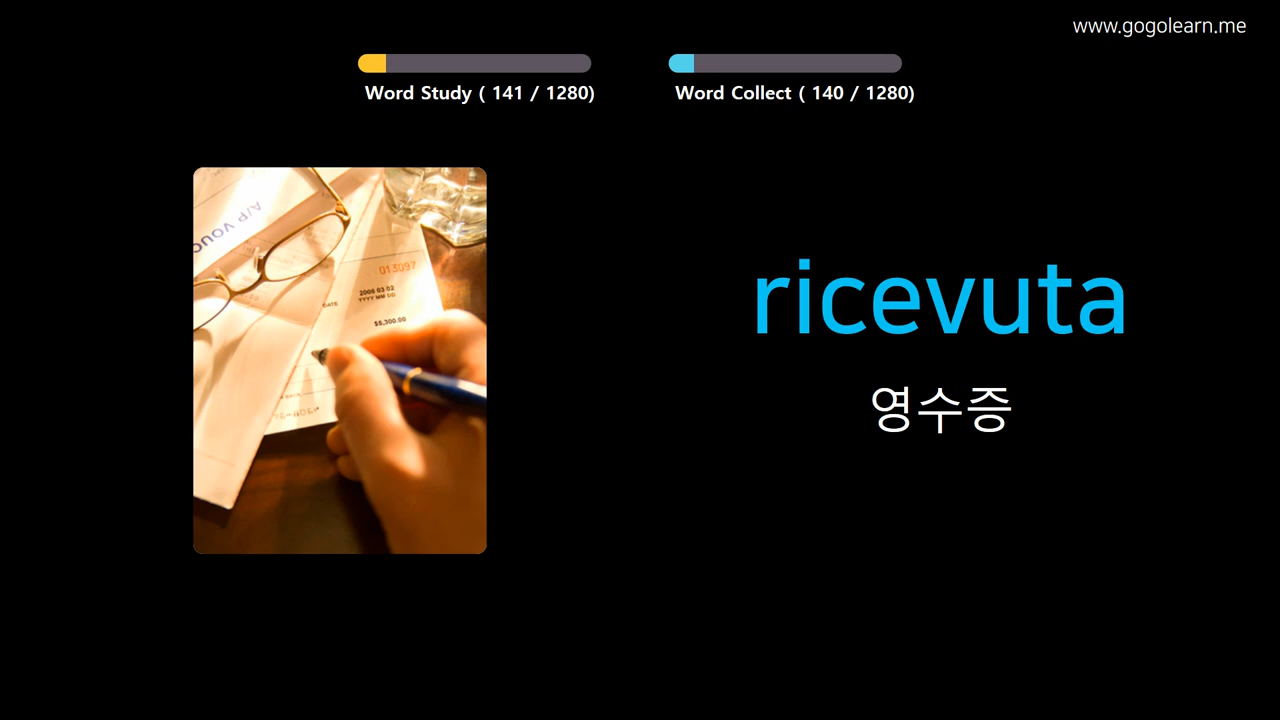 www.gogolearn.me
Word Study ( 141 / 1280)
Word Collect ( 140 / 1280)
A/P VOUC
013097
DATE
2006 03 02
YYYY MM DD
$5,300.00
ricevuta
영수증